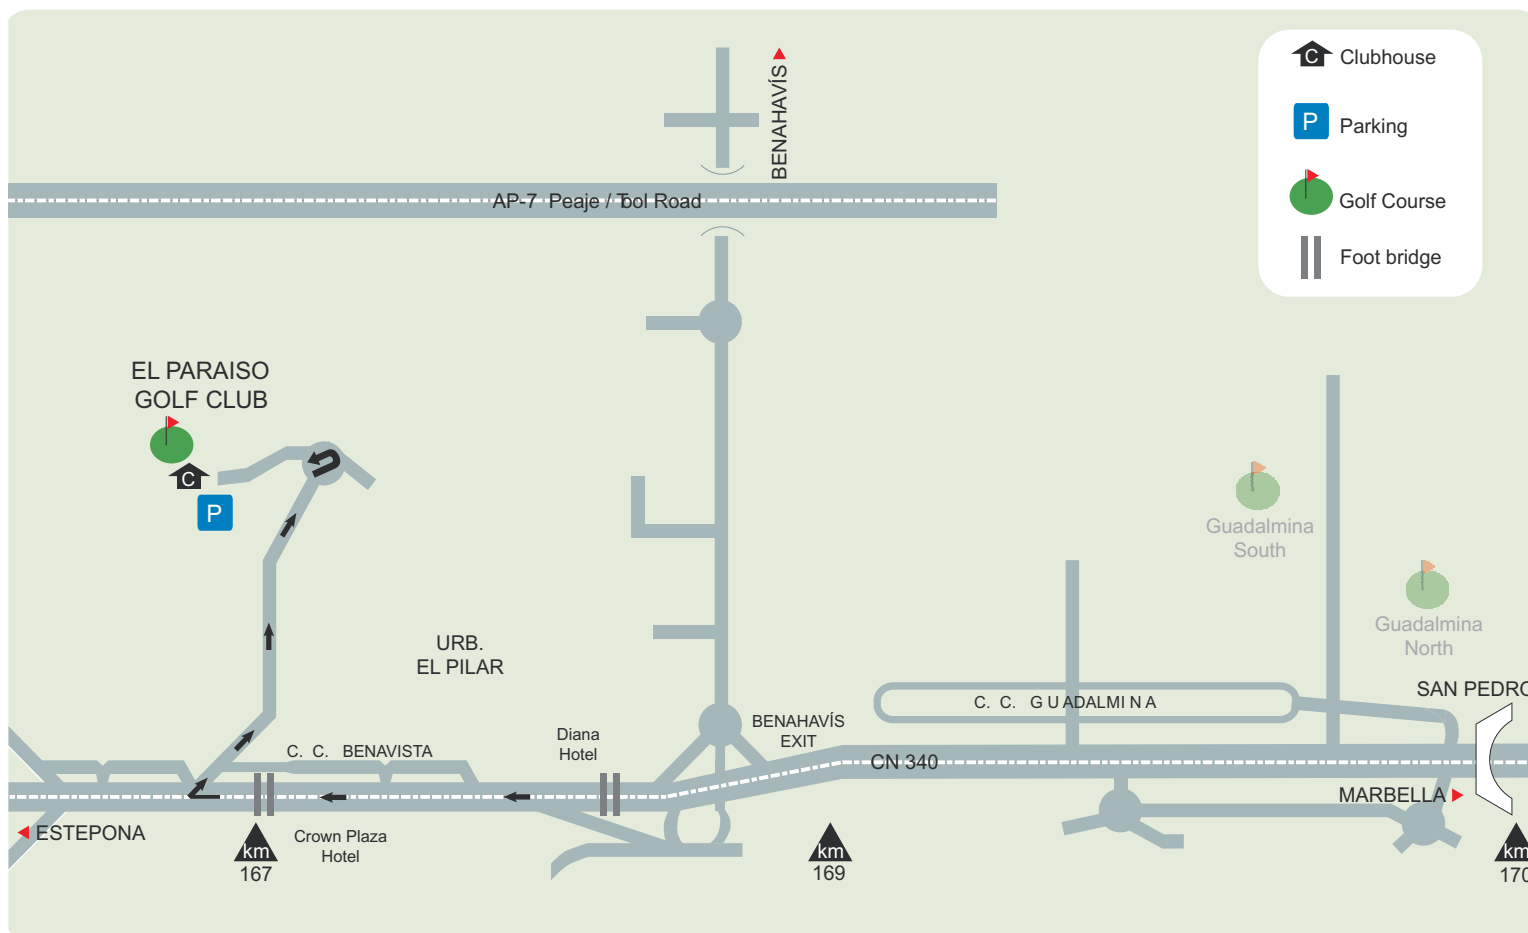 C Clubhouse
P Parking
Golf Course
Foot bridge
BENAHAVÍS
AP-7 Peaje / Tool Road
EL PARAISO
GOLF CLUB
C
P
Guadalmina
South
Guadalmina
North
URB.
EL PILAR
SAN PEDRO
C. C. GUADALMINA
BENAHAVÍS
EXIT
Diana
Hotel
C. C. BENAVISTA
CN 340
MARBELLA
ESTEPONA
Crown Plaza
Hotel
km
167
km
169
km
170